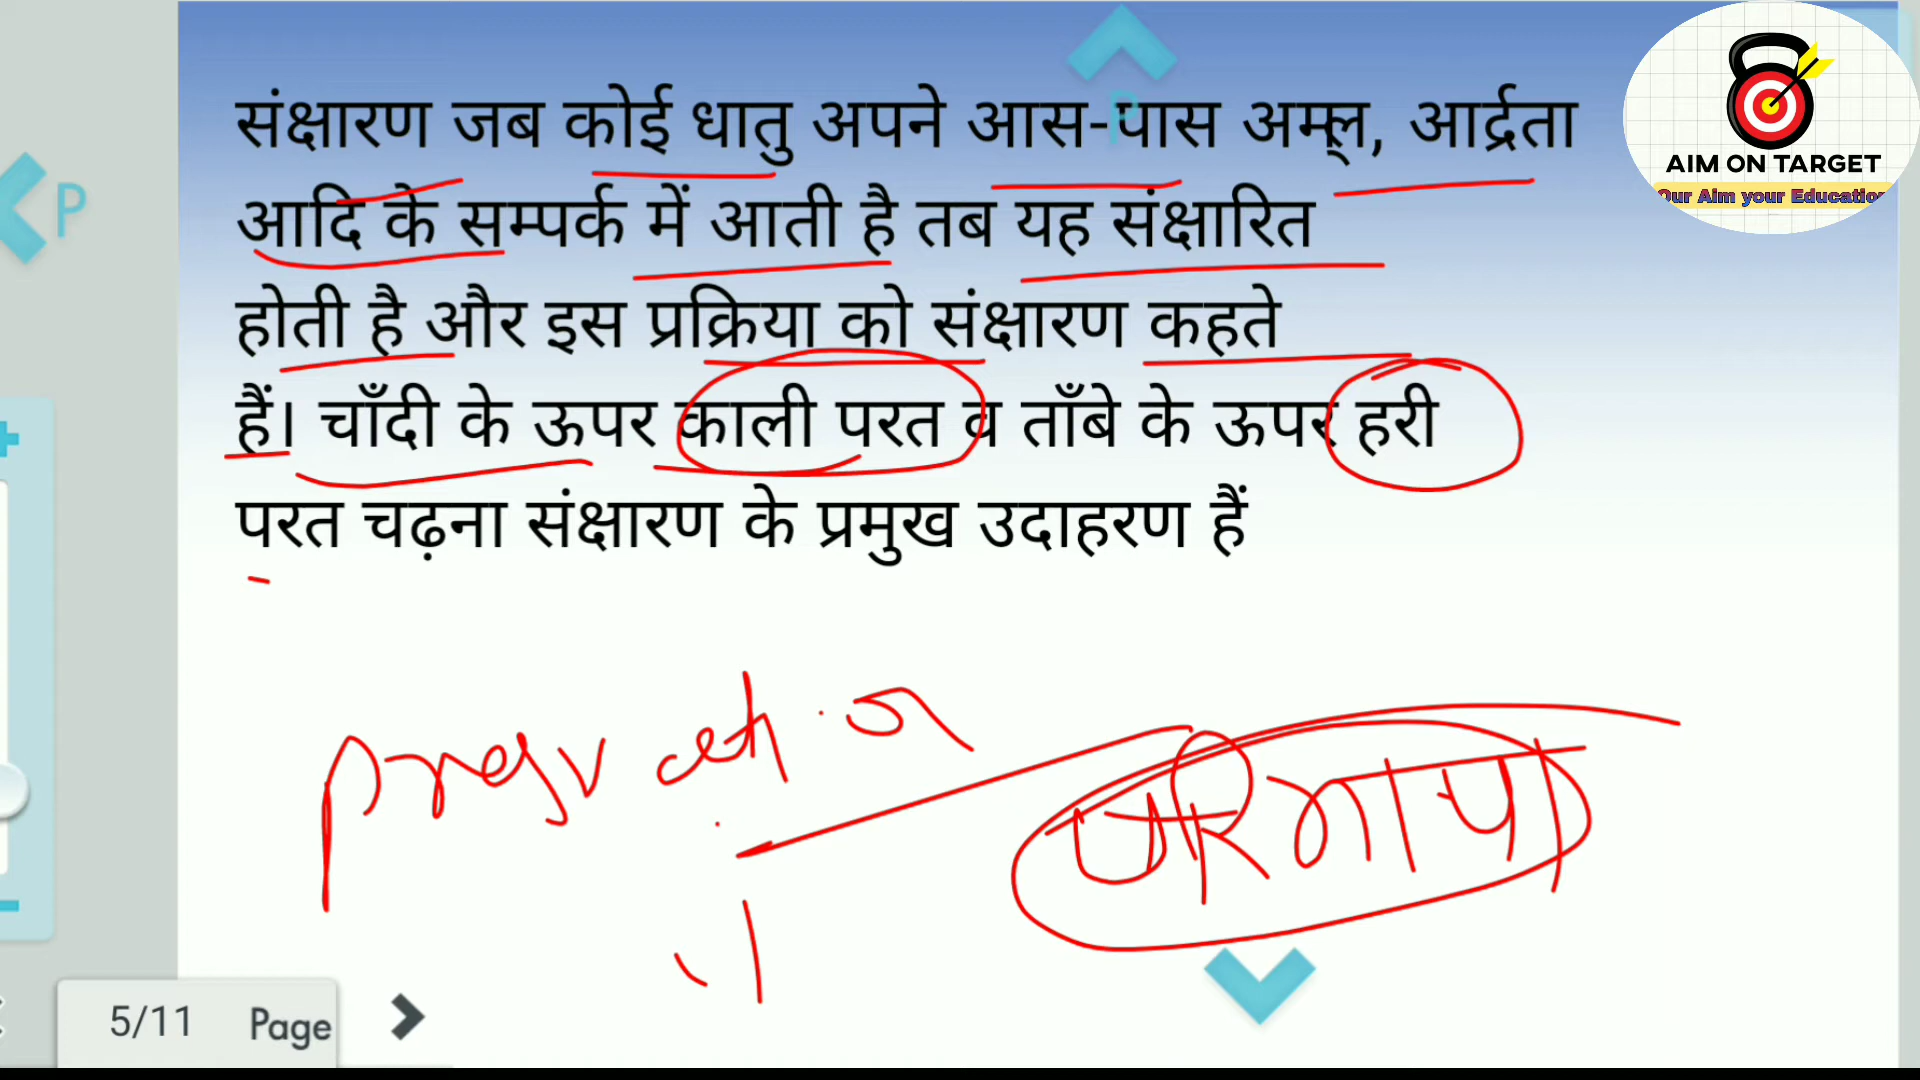 संक्षारण जब कोई धातु अपने आस-पास अम्ल, आर्द्रता
आदि के सम्पर्क में आती है तब यह संक्षारित
होती है और इस प्रक्रिया को संक्षारण कहते
हैं। चाँदी के ऊपर काली परत व ताँबे के ऊपर हरी
परत चढ़ना संक्षारण के प्रमुख उदाहरण हैं
AIM ON TARGET
Our Aim your Education
P
P
5/11 Page